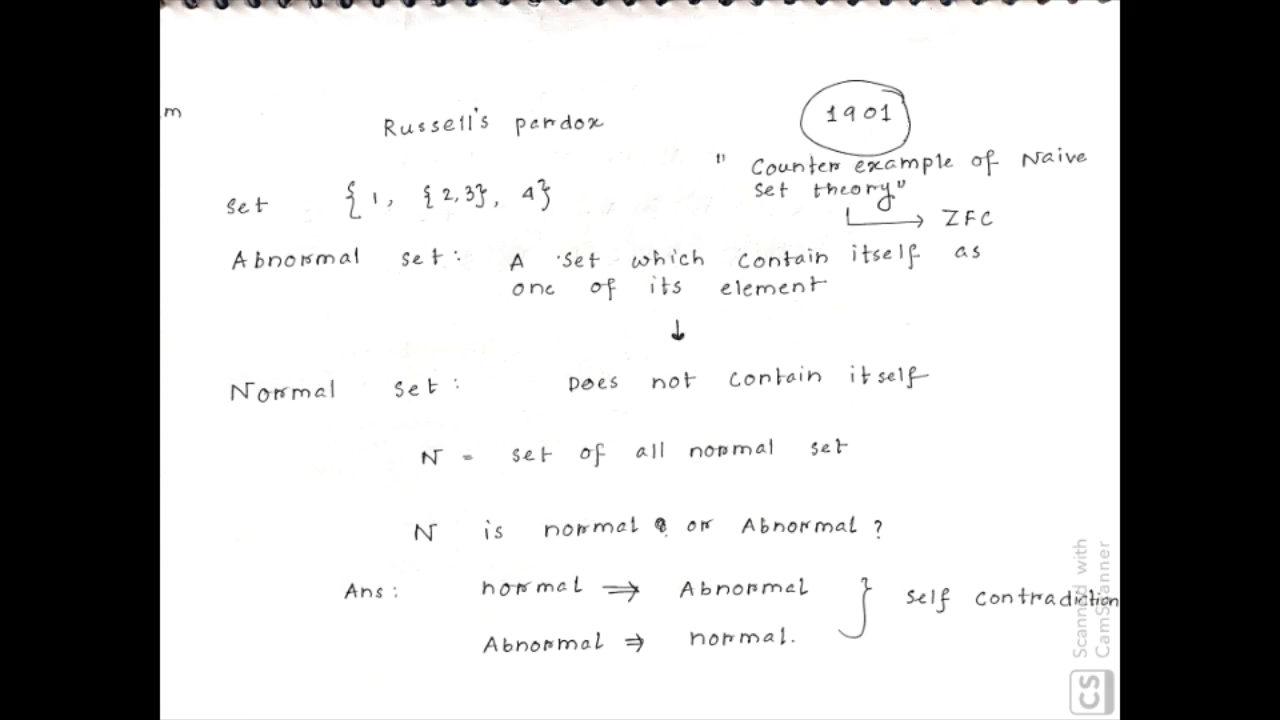 m
Russell's pardox
1901
" Counter example of Naive
Set theory"
ZFC
Set {1, {2,3}, 4}
Abnormal set: A set which contain itself as
one of its element
↓
Normal set: Does not contain itself
N = set of all normal set
N is normal or Abnormal ?
Ans: normal ⇒ Abnormal
Abnormal ⇒ normal.
} self contradiction
Scanned with
CamScanner
CS